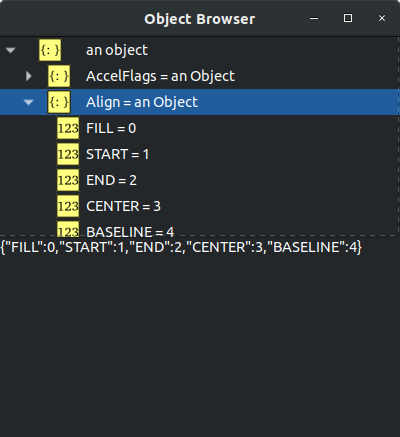 Object Browser
{:} an object
{:} AccelFlags = an Object
{:} Align = an Object
123 FILL = 0
123 START = 1
123 END = 2
123 CENTER = 3
123 BASELINE = 4
{"FILL":0,"START":1,"END":2,"CENTER":3,"BASELINE":4}